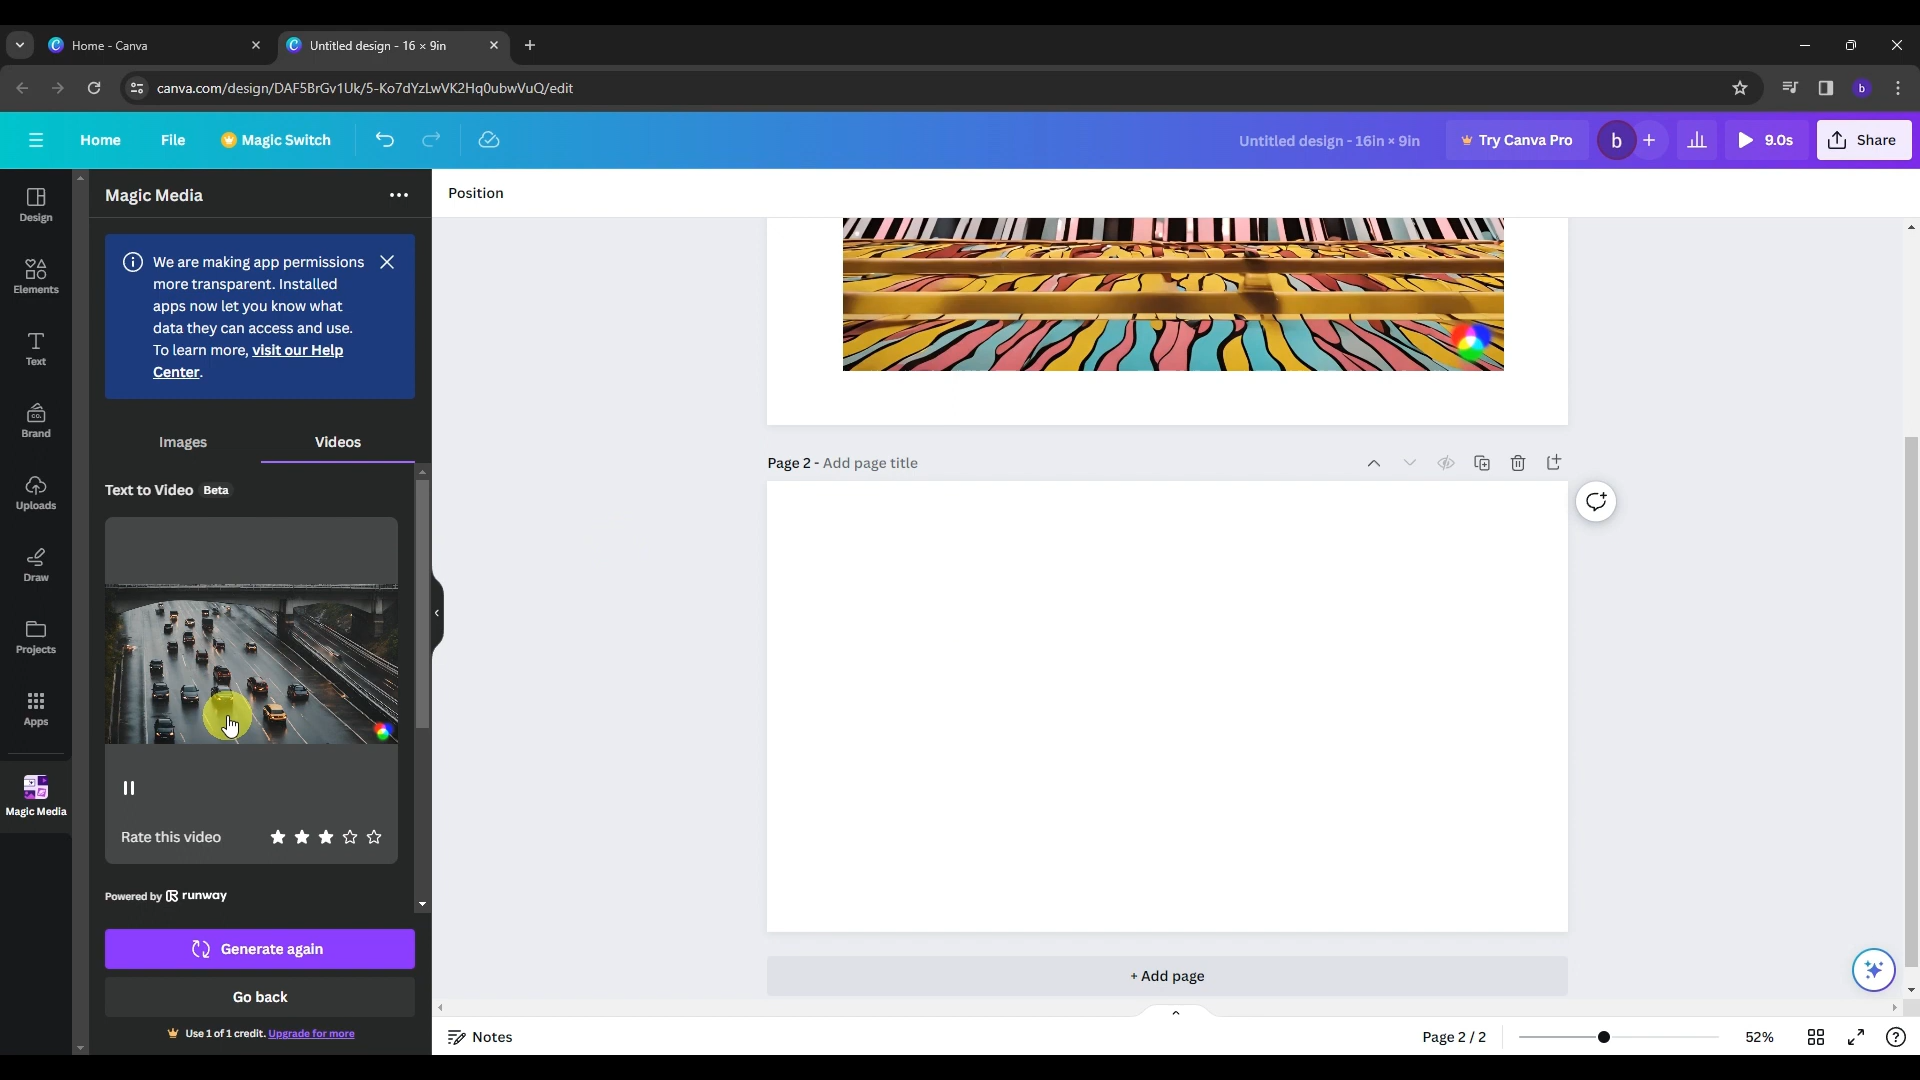 Home - Canva
Untitled design - 16 × 9in
canva.com/design/DAF5BrGv1Uk/5-Ko7dYzLwVK2Hq0ubwVuQ/edit
b
Home
File
Magic Switch
Untitled design - 16in × 9in
Try Canva Pro
b
9.0s
Share
Design
Elements
Text
Brand
Uploads
Draw
Projects
Apps
Magic Media
Magic Media
We are making app permissions
more transparent. Installed
apps now let you know what
data they can access and use.
To learn more, visit our Help
Center.
Images
Videos
Text to Video Beta
Rate this video
Powered by runway
Generate again
Go back
Use 1 of 1 credit. Upgrade for more
Position
Page 2 - Add page title
+ Add page
Notes
Page 2 / 2
52%